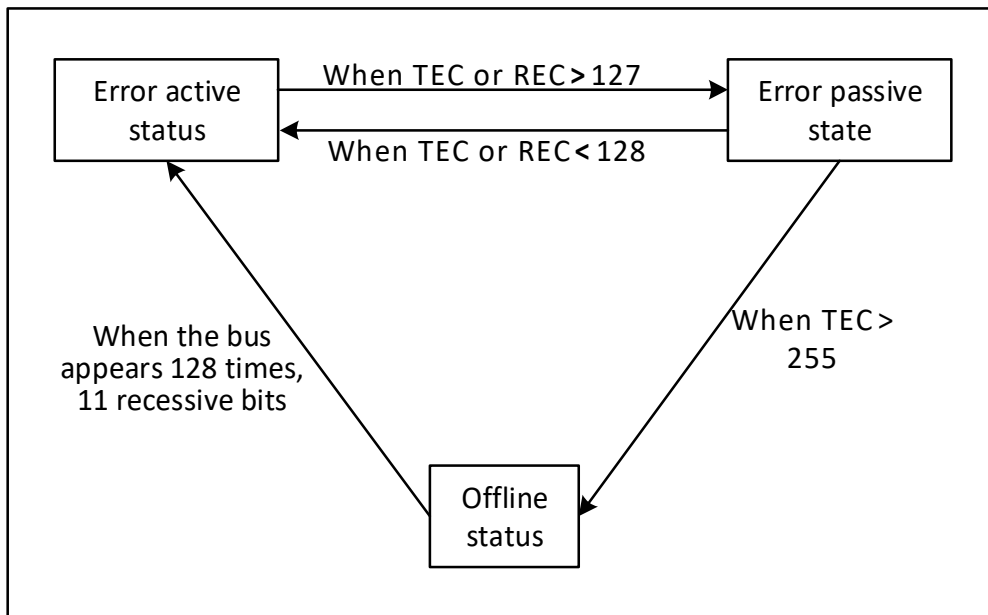 Error active
status
When TEC or REC > 127
When TEC or REC < 128
Error passive
state
When the bus
appears 128 times,
11 recessive bits
When TEC >
255
Offline
status